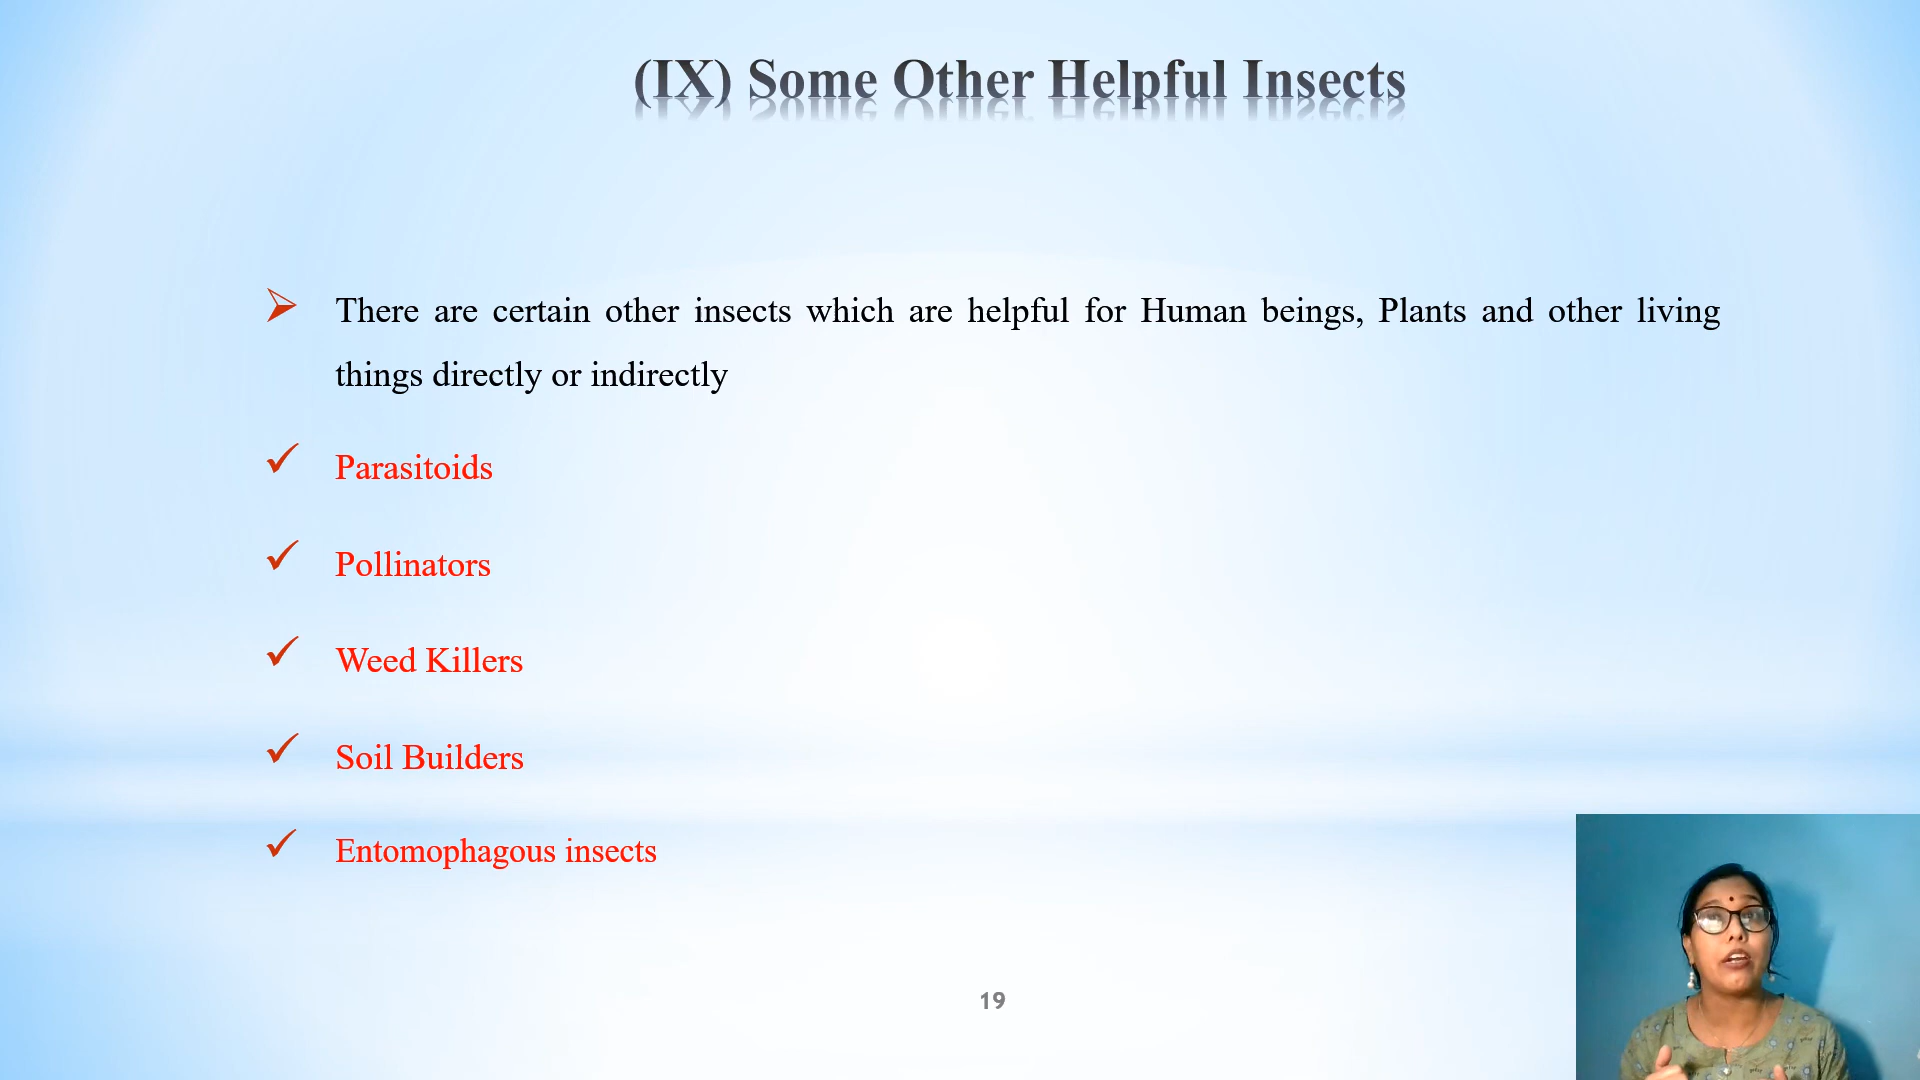 (IX) Some Other Helpful Insects
There are certain other insects which are helpful for Human beings, Plants and other living
things directly or indirectly
Parasitoids
Pollinators
Weed Killers
Soil Builders
Entomophagous insects
19